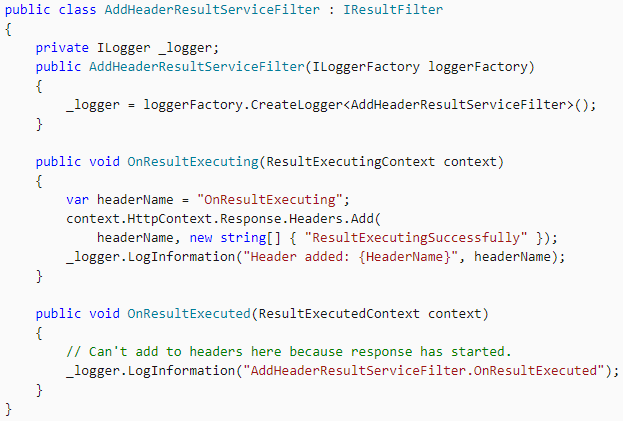 public class AddHeaderResultServiceFilter : IResultFilter
{
    private ILogger _logger;
    public AddHeaderResultServiceFilter(ILoggerFactory loggerFactory)
    {
        _logger = loggerFactory.CreateLogger<AddHeaderResultServiceFilter>();
    }

    public void OnResultExecuting(ResultExecutingContext context)
    {
        var headerName = "OnResultExecuting";
        context.HttpContext.Response.Headers.Add(
            headerName, new string[] { "ResultExecutingSuccessfully" });
        _logger.LogInformation("Header added: {HeaderName}", headerName);
    }

    public void OnResultExecuted(ResultExecutedContext context)
    {
        // Can't add to headers here because response has started.
        _logger.LogInformation("AddHeaderResultServiceFilter.OnResultExecuted");
    }
}